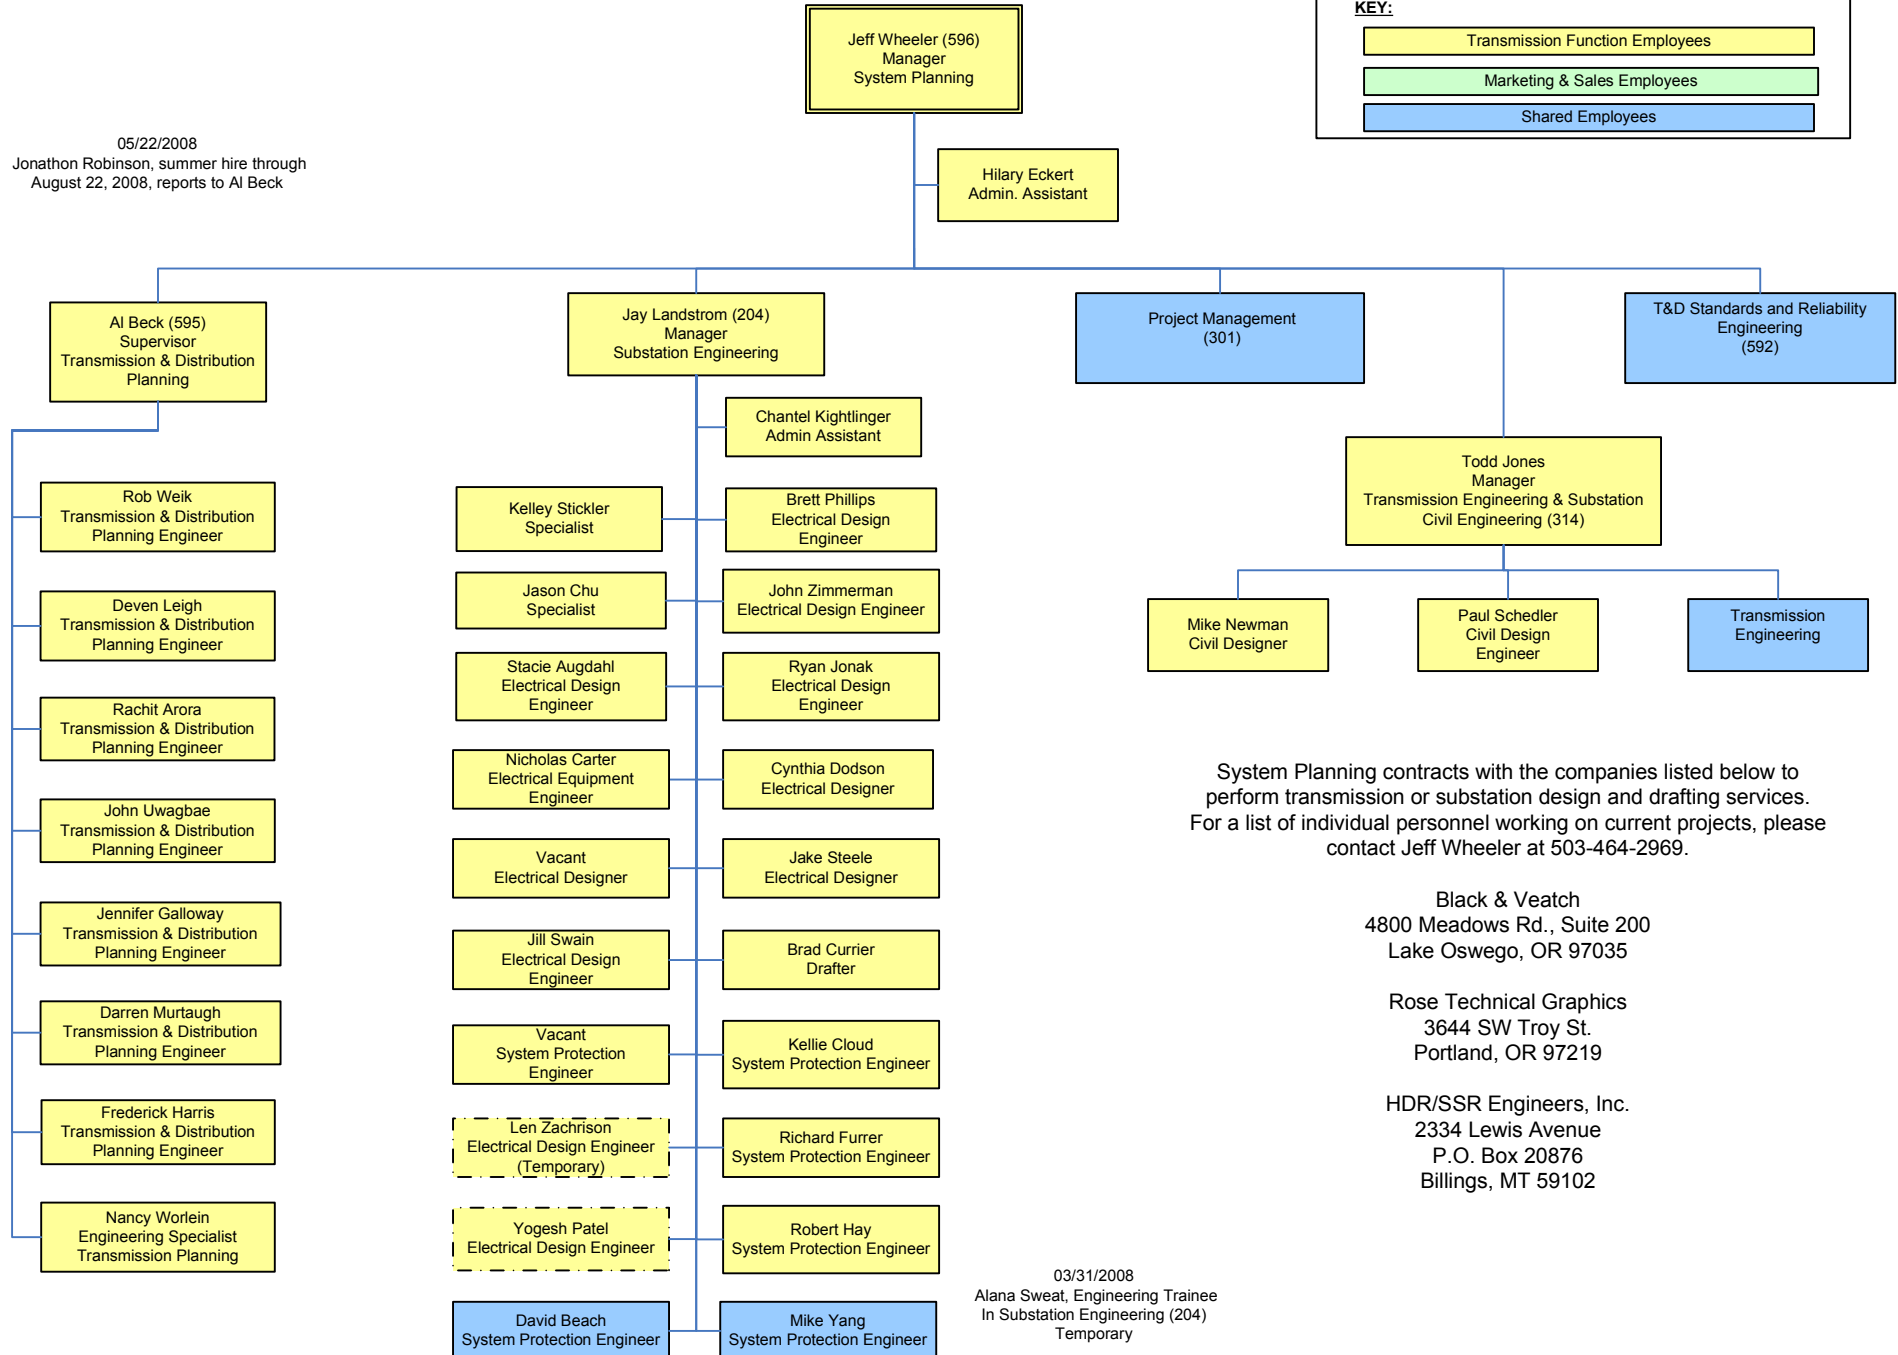 Jeff Wheeler (596)
Manager
System Planning
KEY:
Transmission Function Employees
Marketing & Sales Employees
Shared Employees
05/22/2008
Jonathon Robinson, summer hire through
August 22, 2008, reports to Al Beck
Hilary Eckert
Admin. Assistant
Al Beck (595)
Supervisor
Transmission & Distribution
Planning
Jay Landstrom (204)
Manager
Substation Engineering
Project Management
(301)
T&D Standards and Reliability
Engineering
(592)
Chantel Kightlinger
Admin Assistant
Todd Jones
Manager
Transmission Engineering & Substation
Civil Engineering (314)
Rob Weik
Transmission & Distribution
Planning Engineer
Deven Leigh
Transmission & Distribution
Planning Engineer
Rachit Arora
Transmission & Distribution
Planning Engineer
John Uwagbae
Transmission & Distribution
Planning Engineer
Jennifer Galloway
Transmission & Distribution
Planning Engineer
Darren Murtaugh
Transmission & Distribution
Planning Engineer
Frederick Harris
Transmission & Distribution
Planning Engineer
Nancy Worlein
Engineering Specialist
Transmission Planning
Kelley Stickler
Specialist
Brett Phillips
Electrical Design
Engineer
Jason Chu
Specialist
John Zimmerman
Electrical Design Engineer
Stacie Augdahl
Electrical Design
Engineer
Ryan Jonak
Electrical Design
Engineer
Nicholas Carter
Electrical Equipment
Engineer
Cynthia Dodson
Electrical Designer
Vacant
Electrical Designer
Jake Steele
Electrical Designer
Jill Swain
Electrical Design
Engineer
Brad Currier
Drafter
Vacant
System Protection
Engineer
Kellie Cloud
System Protection Engineer
Len Zachrison
Electrical Design Engineer
(Temporary)
Richard Furrer
System Protection Engineer
Yogesh Patel
Electrical Design Engineer
Robert Hay
System Protection Engineer
David Beach
System Protection Engineer
Mike Yang
System Protection Engineer
Mike Newman
Civil Designer
Paul Schedler
Civil Design
Engineer
Transmission
Engineering
System Planning contracts with the companies listed below to
perform transmission or substation design and drafting services.
For a list of individual personnel working on current projects, please
contact Jeff Wheeler at 503-464-2969.
Black & Veatch
4800 Meadows Rd., Suite 200
Lake Oswego, OR 97035
Rose Technical Graphics
3644 SW Troy St.
Portland, OR 97219
HDR/SSR Engineers, Inc.
2334 Lewis Avenue
P.O. Box 20876
Billings, MT 59102
03/31/2008
Alana Sweat, Engineering Trainee
In Substation Engineering (204)
Temporary